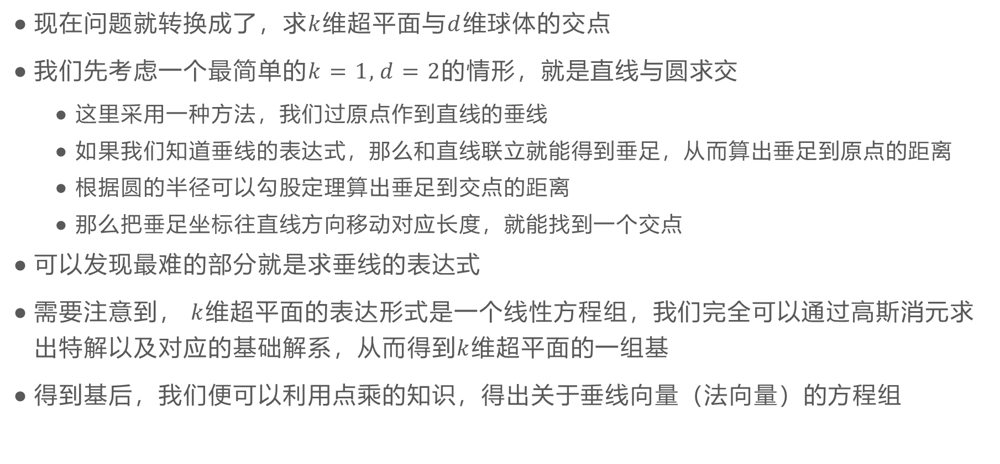 • 现在问题就转换成了，求k维超平面与d维球体的交点
• 我们先考虑一个最简单的k = 1, d = 2的情形，就是直线与圆求交
• 这里采用一种方法，我们过原点作到直线的垂线
• 如果我们知道垂线的表达式，那么和直线联立就能得到垂足，从而算出垂足到原点的距离
• 根据圆的半径可以勾股定理算出垂足到交点的距离
• 那么把垂足坐标往直线方向移动对应长度，就能找到一个交点
• 可以发现最难的部分就是求垂线的表达式
• 需要注意到， k维超平面的表达形式是一个线性方程组，我们完全可以通过高斯消元求
出特解以及对应的基础解系，从而得到k维超平面的一组基
• 得到基后，我们便可以利用点乘的知识，得出关于垂线向量（法向量）的方程组